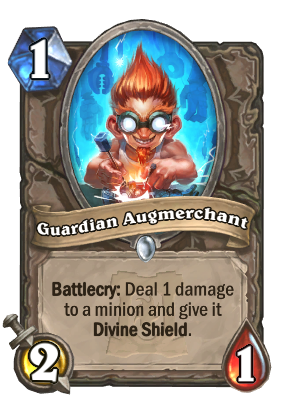 1
Guardian Augmerchant
Battlecry: Deal 1 damage
to a minion and give it
Divine Shield.
2
1